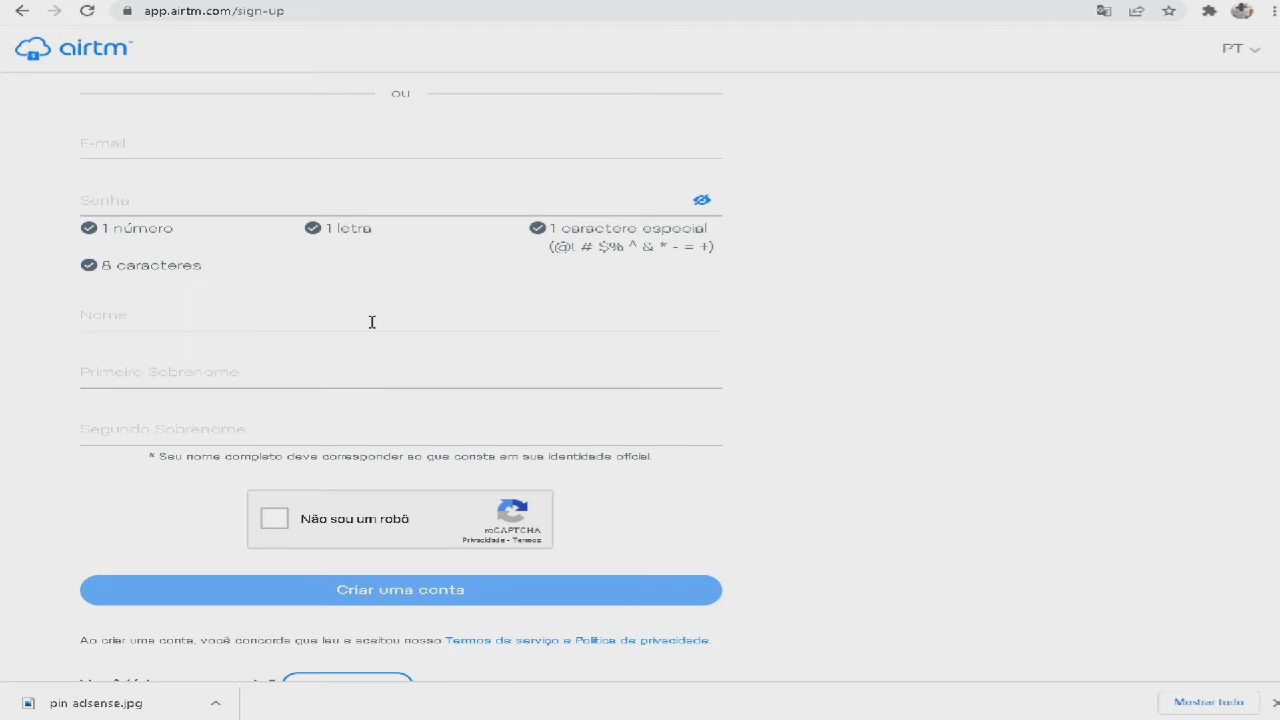 app.airtm.com/sign-up
airtm™
PT
ou
E-mail
Senha
1 número
1 letra
1 caractere especial
(@! # $% ^ & * - = +)
8 caracteres
Nome
Primeiro Sobrenome
Segundo Sobrenome
* Seu nome completo deve corresponder ao que consta em sua identidade oficial.
Não sou um robô
reCAPTCHA
Privacidade - Termos
Criar uma conta
Ao criar uma conta, você concorda que leu e aceitou nosso Termos de serviço e Política de privacidade.
pin adsense.jpg
Mostrar tudo